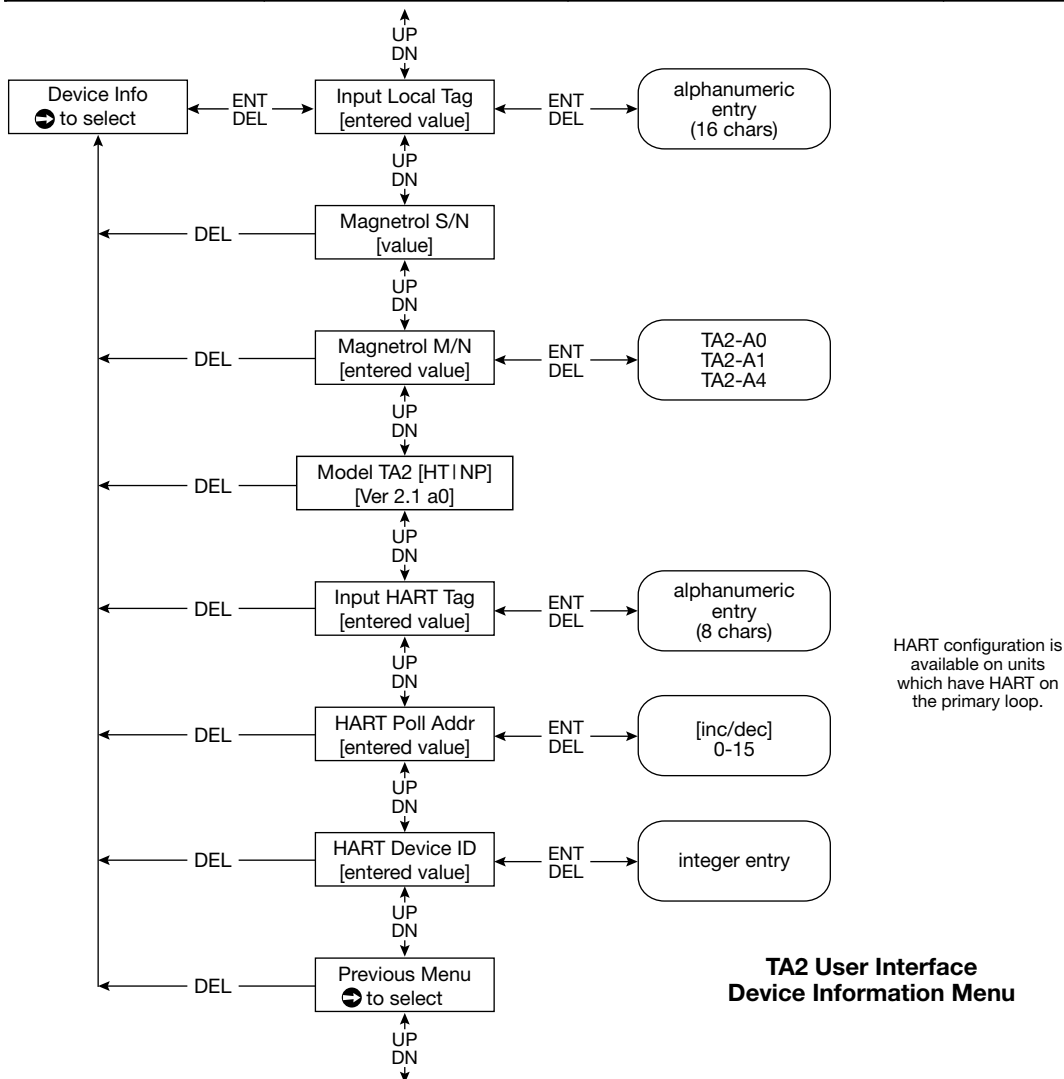 UP
DN
Device Info
to select
ENT
DEL
Input Local Tag
[entered value]
ENT
DEL
alphanumeric
entry
(16 chars)
UP
DN
DEL
Magnetrol S/N
[value]
UP
DN
DEL
Magnetrol M/N
[entered value]
ENT
DEL
TA2-A0
TA2-A1
TA2-A4
UP
DN
DEL
Model TA2 [HT|NP]
[Ver 2.1 a0]
UP
DN
DEL
Input HART Tag
[entered value]
ENT
DEL
alphanumeric
entry
(8 chars)
HART configuration is
available on units
which have HART on
the primary loop.
UP
DN
DEL
HART Poll Addr
[entered value]
ENT
DEL
[inc/dec]
0-15
UP
DN
DEL
HART Device ID
[entered value]
ENT
DEL
integer entry
UP
DN
DEL
Previous Menu
to select
TA2 User Interface
Device Information Menu
UP
DN